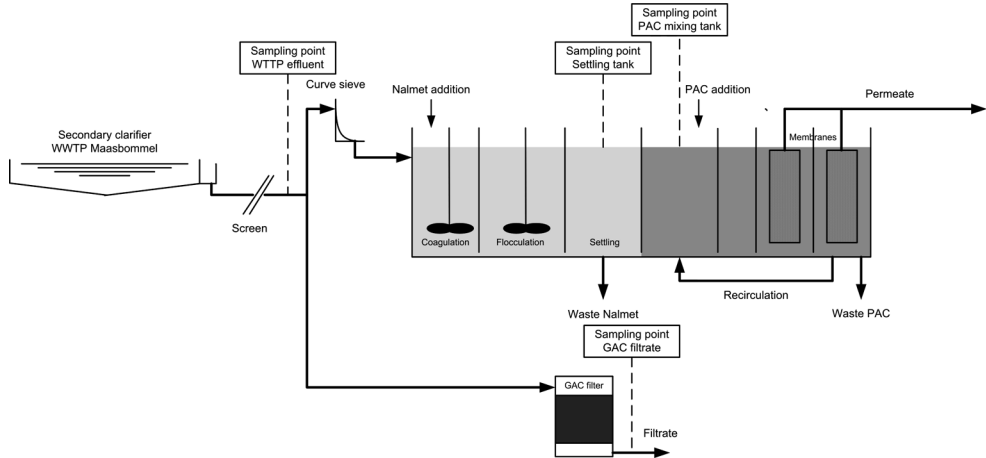 Sampling point
PAC mixing tank
Sampling point
WTTP effluent
Sampling point
Settling tank
Curve sieve
Nalmet addition
PAC addition
Permeate
Secondary clarifier
WWTP Maasbommel
Membranes
Screen
Coagulation
Flocculation
Settling
Recirculation
Waste Nalmet
Waste PAC
Sampling point
GAC filtrate
GAC filter
Filtrate